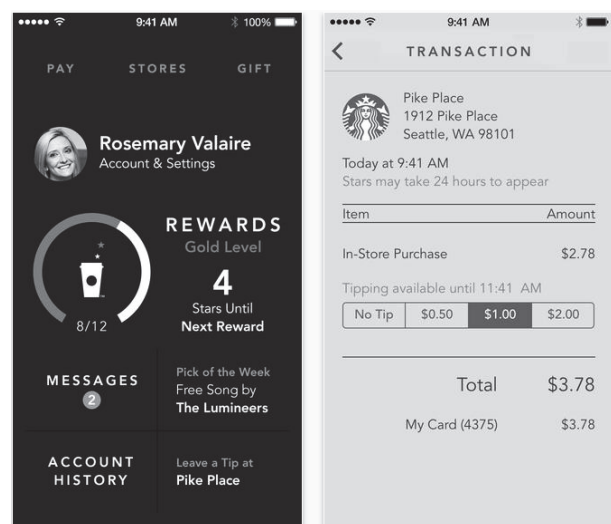 9:41 AM
100%
PAY STORES GIFT
Rosemary Valaire
Account & Settings
REWARDS
Gold Level
4
Stars Until
Next Reward
8/12
MESSAGES
2
Pick of the Week
Free Song by
The Lumineers
ACCOUNT
HISTORY
Leave a Tip at
Pike Place
9:41 AM
TRANSACTION
Pike Place
1912 Pike Place
Seattle, WA 98101
Today at 9:41 AM
Stars may take 24 hours to appear
Item Amount
In-Store Purchase $2.78
Tipping available until 11:41 AM
No Tip $0.50 $1.00 $2.00
Total $3.78
My Card (4375) $3.78